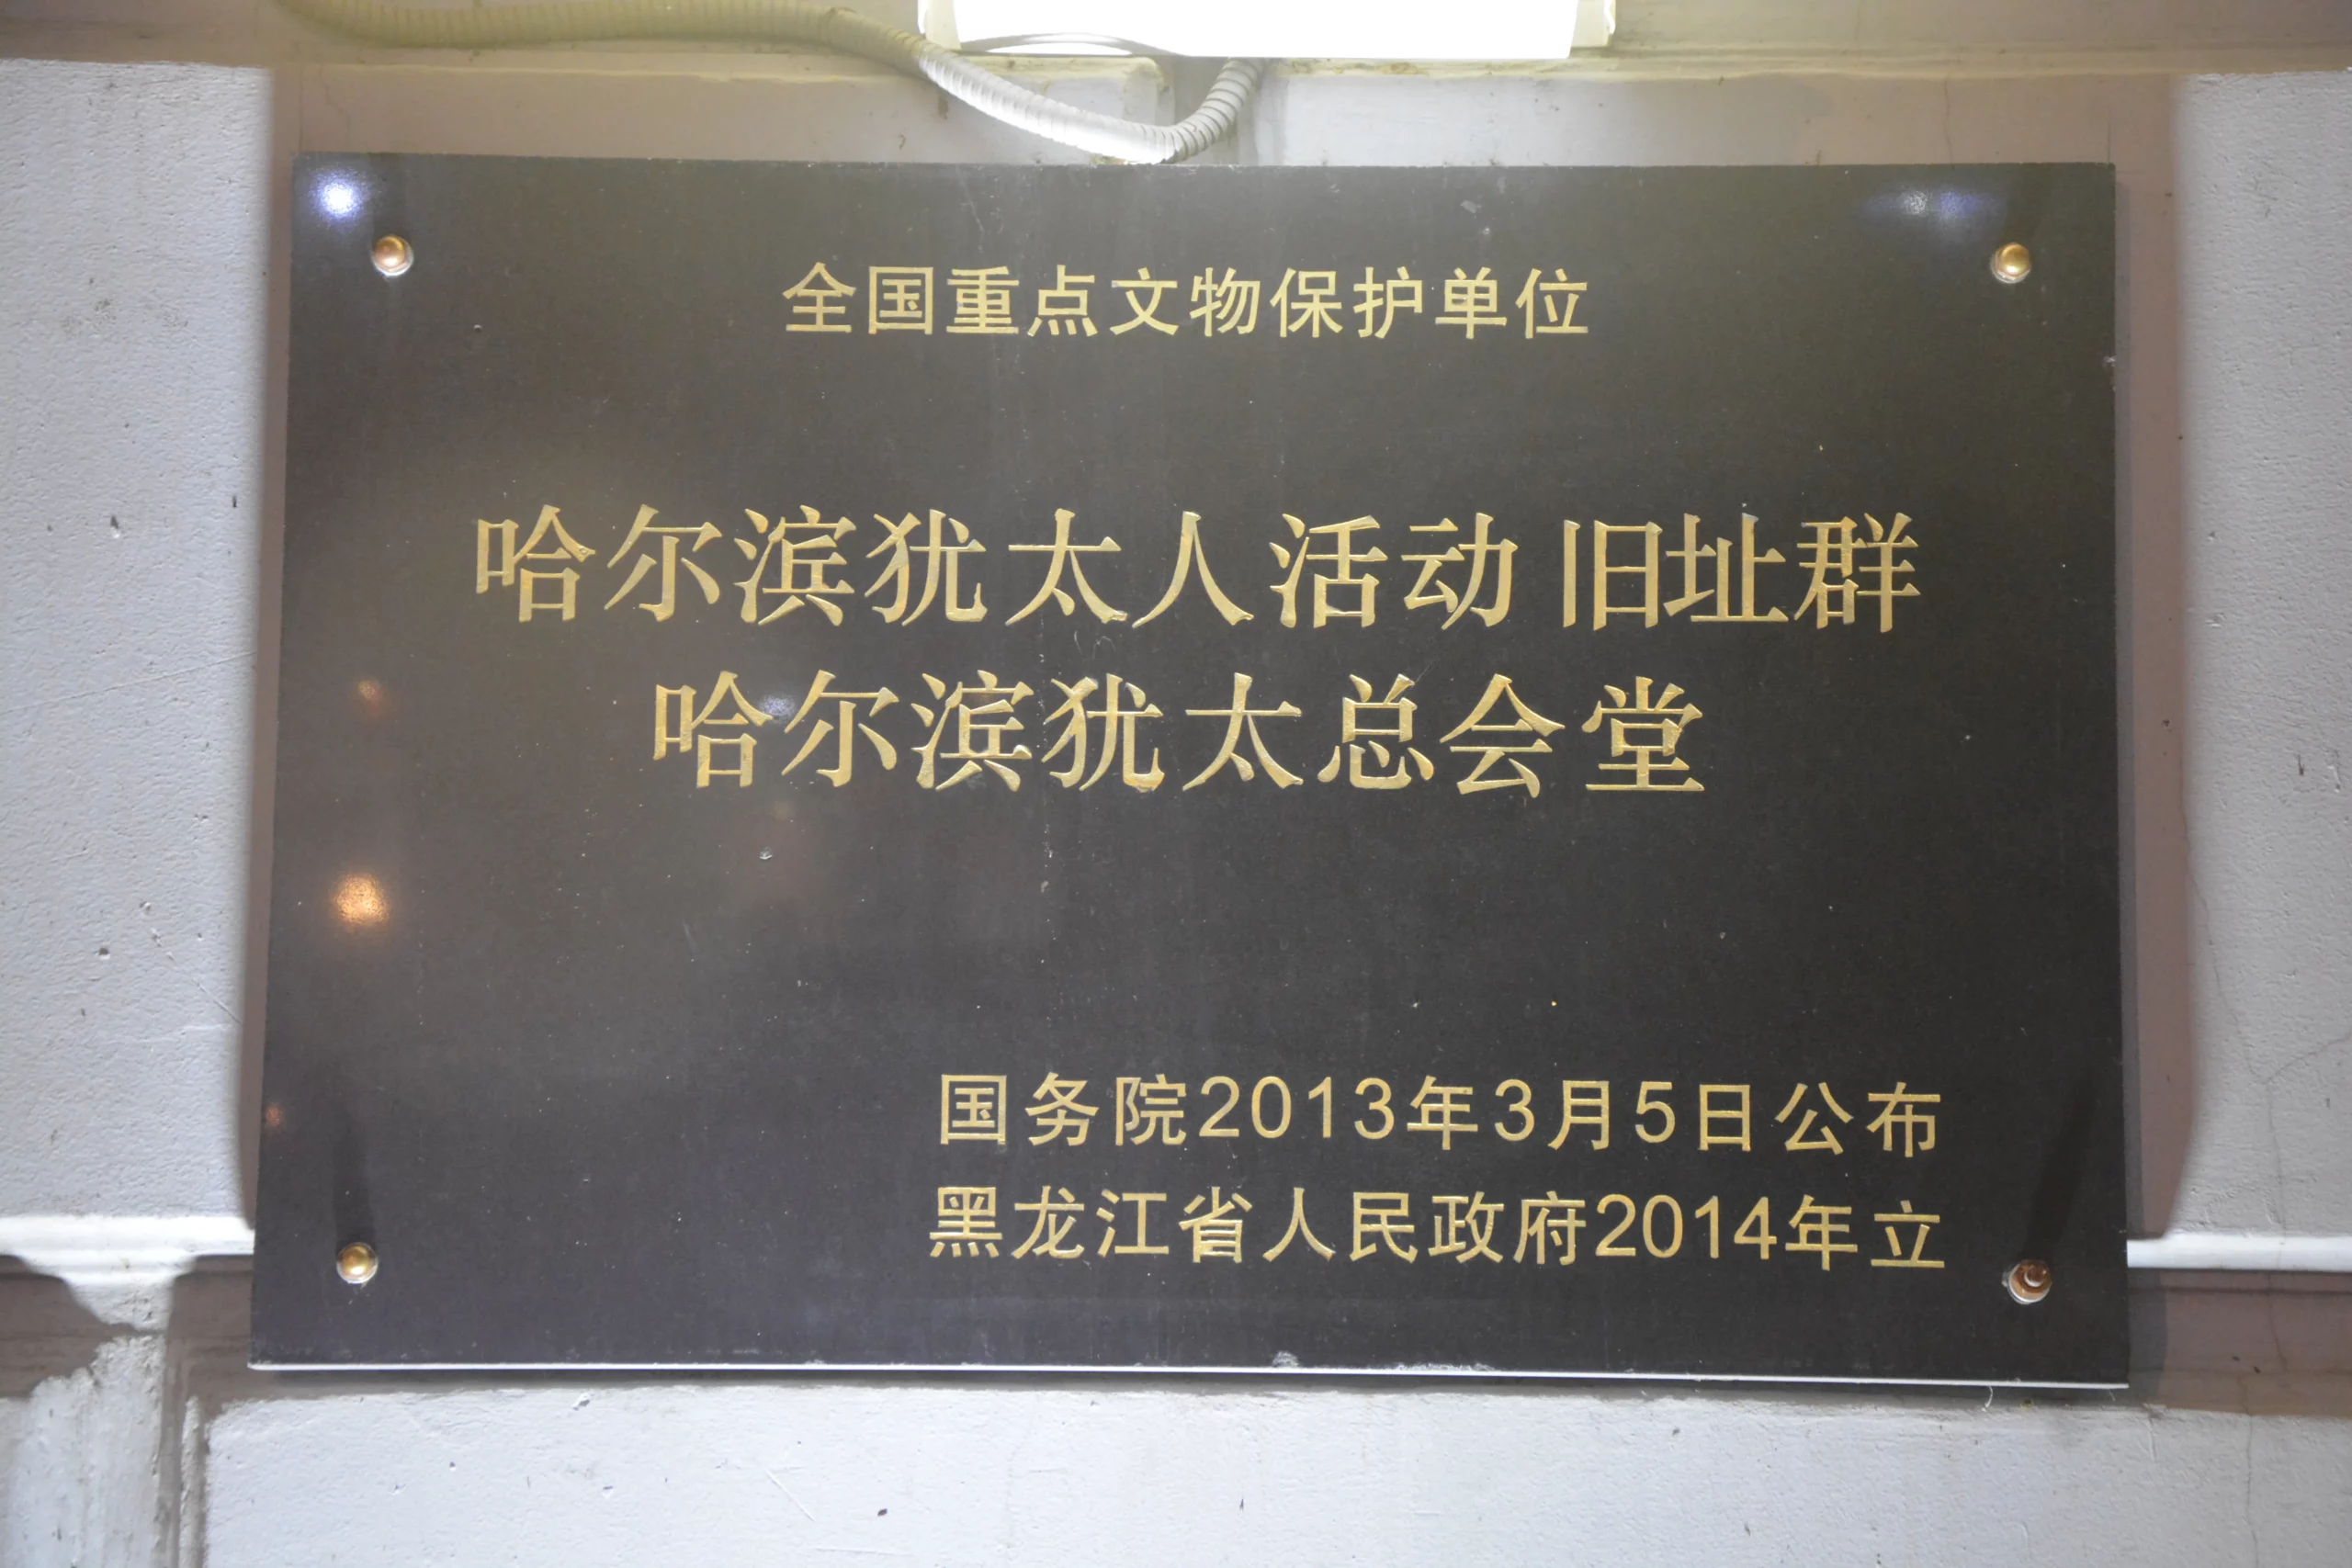 全国重点文物保护单位
哈尔滨犹太人活动旧址群
哈尔滨犹太总会堂
国务院2013年3月5日公布
黑龙江省人民政府2014年立